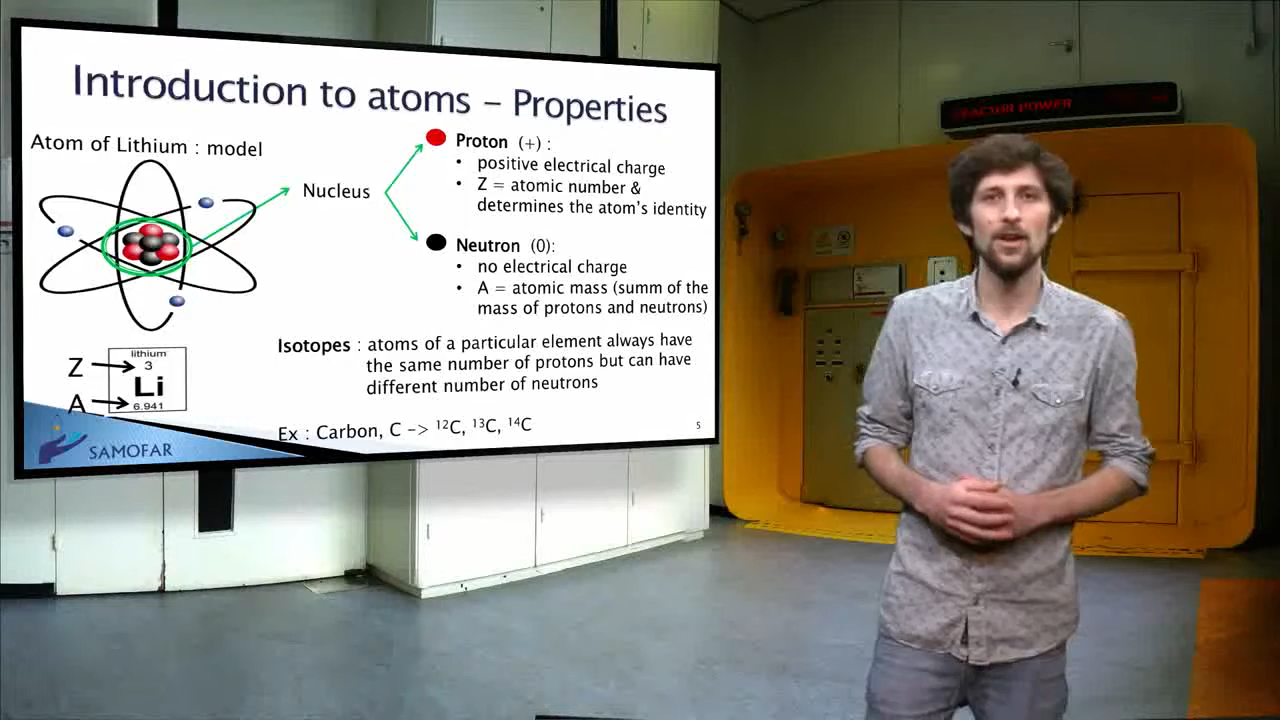 Introduction to atoms – Properties
Atom of Lithium : model
Nucleus
Proton (+) :
• positive electrical charge
• Z = atomic number &
determines the atom's identity
Neutron (0):
• no electrical charge
• A = atomic mass (summ of the
mass of protons and neutrons)
Z
A
lithium
3
Li
6.941
Isotopes : atoms of a particular element always have
the same number of protons but can have
different number of neutrons
Ex : Carbon, C -> ¹²C, ¹³C, ¹⁴C
5
SAMOFAR
REACTOR POWER